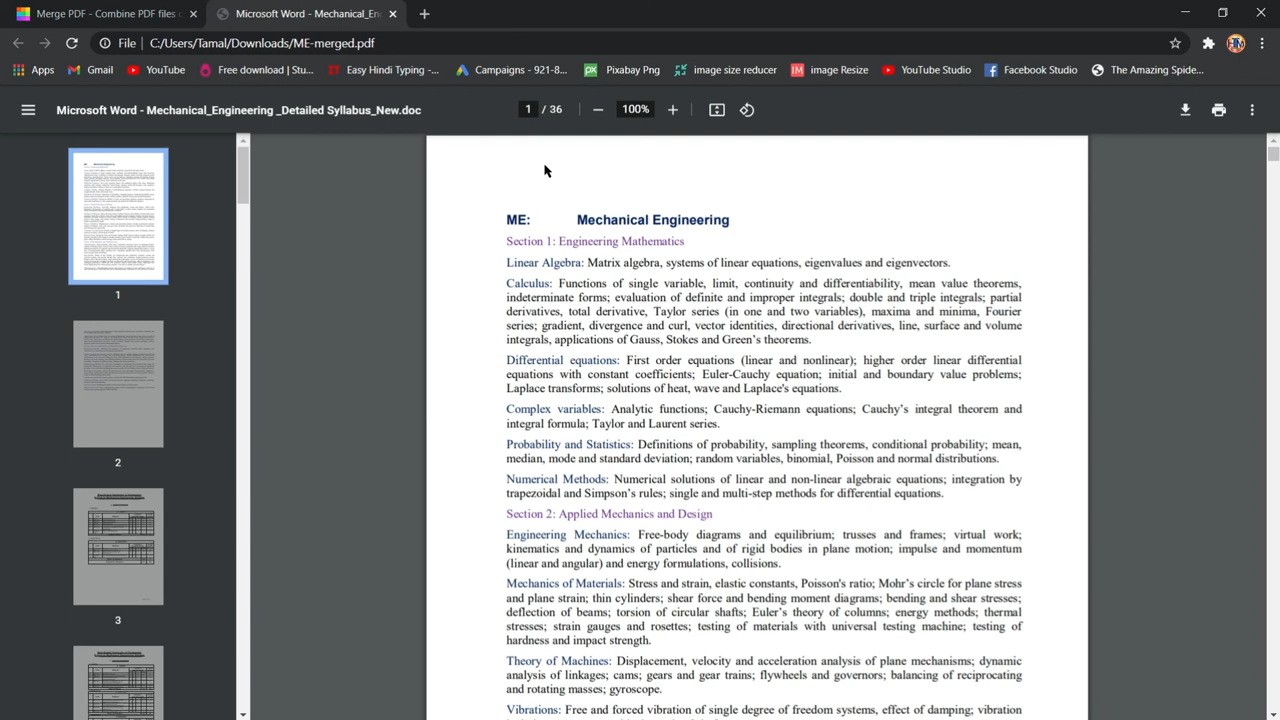 Merge PDF - Combine PDF files
Microsoft Word - Mechanical_En
File C:/Users/Tamal/Downloads/ME-merged.pdf
Apps Gmail YouTube Free download | Stu... Easy Hindi Typing -... Campaigns - 921-8... Pixabay Png image size reducer image Resize YouTube Studio Facebook Studio The Amazing Spide...
Microsoft Word - Mechanical_Engineering _Detailed Syllabus_New.doc 1 / 36 100%
ME: Mechanical Engineering
Section 1: Engineering Mathematics
Linear Algebra: Matrix algebra, systems of linear equations, eigenvalues and eigenvectors.
Calculus: Functions of single variable, limit, continuity and differentiability, mean value theorems,
indeterminate forms; evaluation of definite and improper integrals; double and triple integrals; partial
derivatives, total derivative, Taylor series (in one and two variables), maxima and minima, Fourier
series; gradient, divergence and curl, vector identities, directional derivatives, line, surface and volume
integrals, applications of Gauss, Stokes and Green's theorems.
Differential equations: First order equations (linear and nonlinear); higher order linear differential
equations with constant coefficients; Euler-Cauchy equation; initial and boundary value problems;
Laplace transforms; solutions of heat, wave and Laplace's equations.
Complex variables: Analytic functions; Cauchy-Riemann equations; Cauchy's integral theorem and
integral formula; Taylor and Laurent series.
Probability and Statistics: Definitions of probability, sampling theorems, conditional probability; mean,
median, mode and standard deviation; random variables, binomial, Poisson and normal distributions.
Numerical Methods: Numerical solutions of linear and non-linear algebraic equations; integration by
trapezoidal and Simpson's rules; single and multi-step methods for differential equations.
Section 2: Applied Mechanics and Design
Engineering Mechanics: Free-body diagrams and equilibrium; trusses and frames; virtual work;
kinematics and dynamics of particles and of rigid bodies in plane motion; impulse and momentum
(linear and angular) and energy formulations, collisions.
Mechanics of Materials: Stress and strain, elastic constants, Poisson's ratio; Mohr's circle for plane stress
and plane strain; thin cylinders; shear force and bending moment diagrams; bending and shear stresses;
deflection of beams; torsion of circular shafts; Euler's theory of columns; energy methods; thermal
stresses; strain gauges and rosettes; testing of materials with universal testing machine; testing of
hardness and impact strength.
Theory of Machines: Displacement, velocity and acceleration analysis of plane mechanisms; dynamic
analysis of linkages; cams; gears and gear trains; flywheels and governors; balancing of reciprocating
and rotating masses; gyroscope.
Vibrations: Free and forced vibration of single degree of freedom systems, effect of damping; vibration
1
2
3